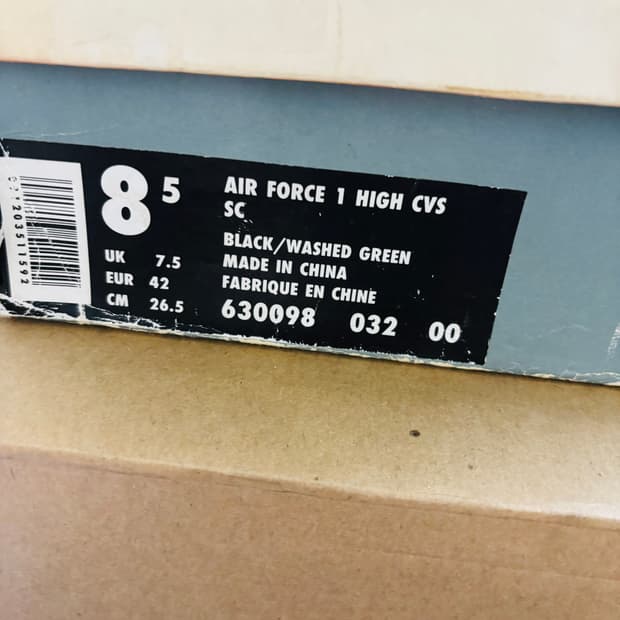 8 5
AIR FORCE 1 HIGH CVS
SC
BLACK/WASHED GREEN
UK 7.5
MADE IN CHINA
EUR 42
FABRIQUE EN CHINE
CM 26.5
630098 032 00